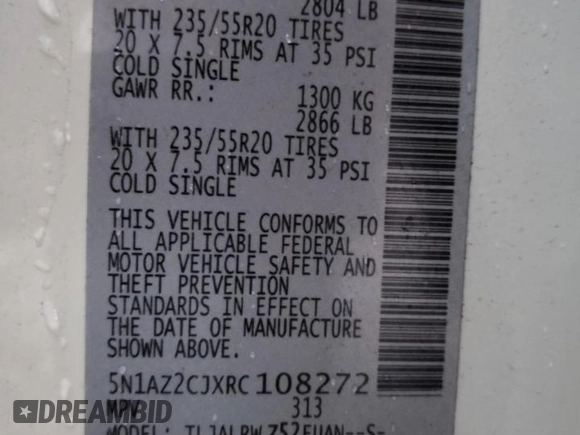 2804 LB
WITH 235/55R20 TIRES
20 X 7.5 RIMS AT 35 PSI
COLD SINGLE
GAWR RR.: 1300 KG
2866 LB
WITH 235/55R20 TIRES
20 X 7.5 RIMS AT 35 PSI
COLD SINGLE
THIS VEHICLE CONFORMS TO
ALL APPLICABLE FEDERAL
MOTOR VEHICLE SAFETY AND
THEFT PREVENTION
STANDARDS IN EFFECT ON
THE DATE OF MANUFACTURE
SHOWN ABOVE.
5N1AZ2CJXRC108272
MPV 313
MODEL:
RIDESAFELY